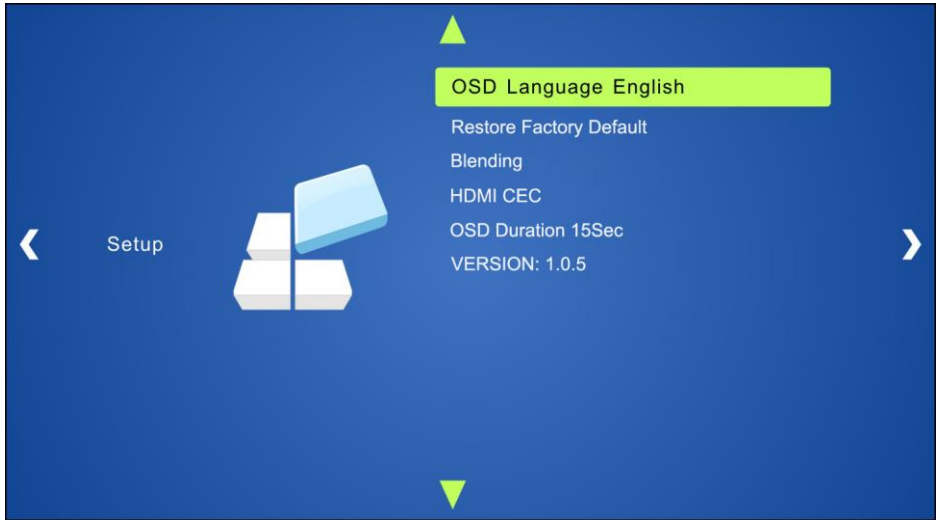 OSD Language English
Restore Factory Default
Blending
HDMI CEC
OSD Duration 15Sec
VERSION: 1.0.5
Setup